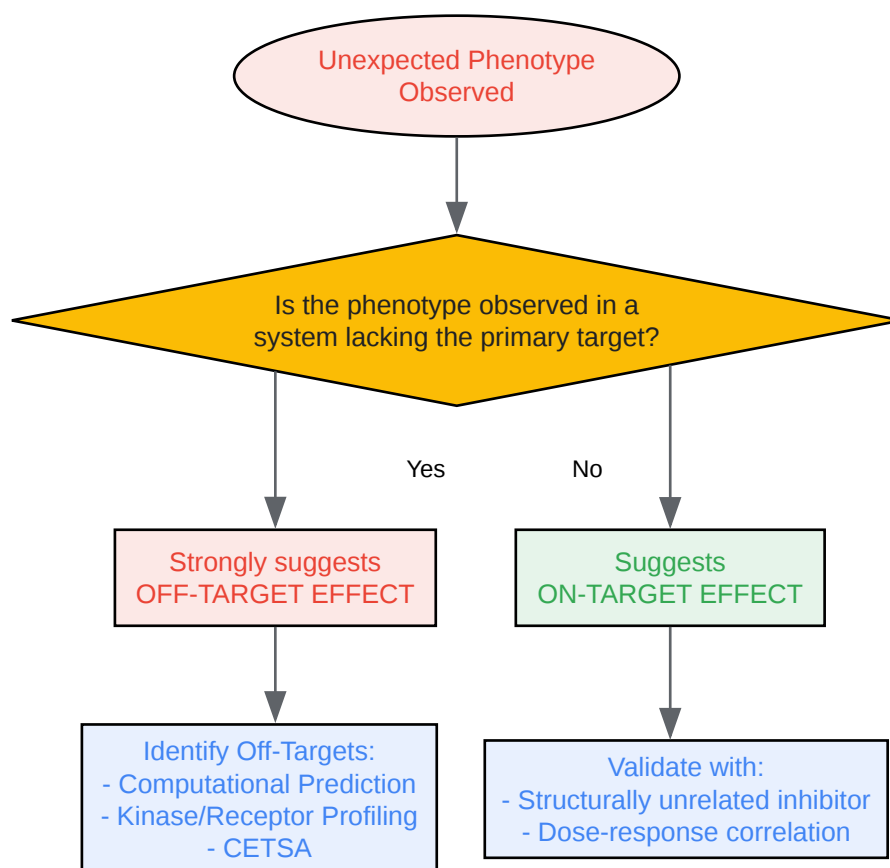 Unexpected Phenotype
Observed
Is the phenotype observed in a
system lacking the primary target?
Yes
No
Strongly suggests
OFF-TARGET EFFECT
Suggests
ON-TARGET EFFECT
Identify Off-Targets:
- Computational Prediction
- Kinase/Receptor Profiling
- CETSA
Validate with:
- Structurally unrelated inhibitor
- Dose-response correlation